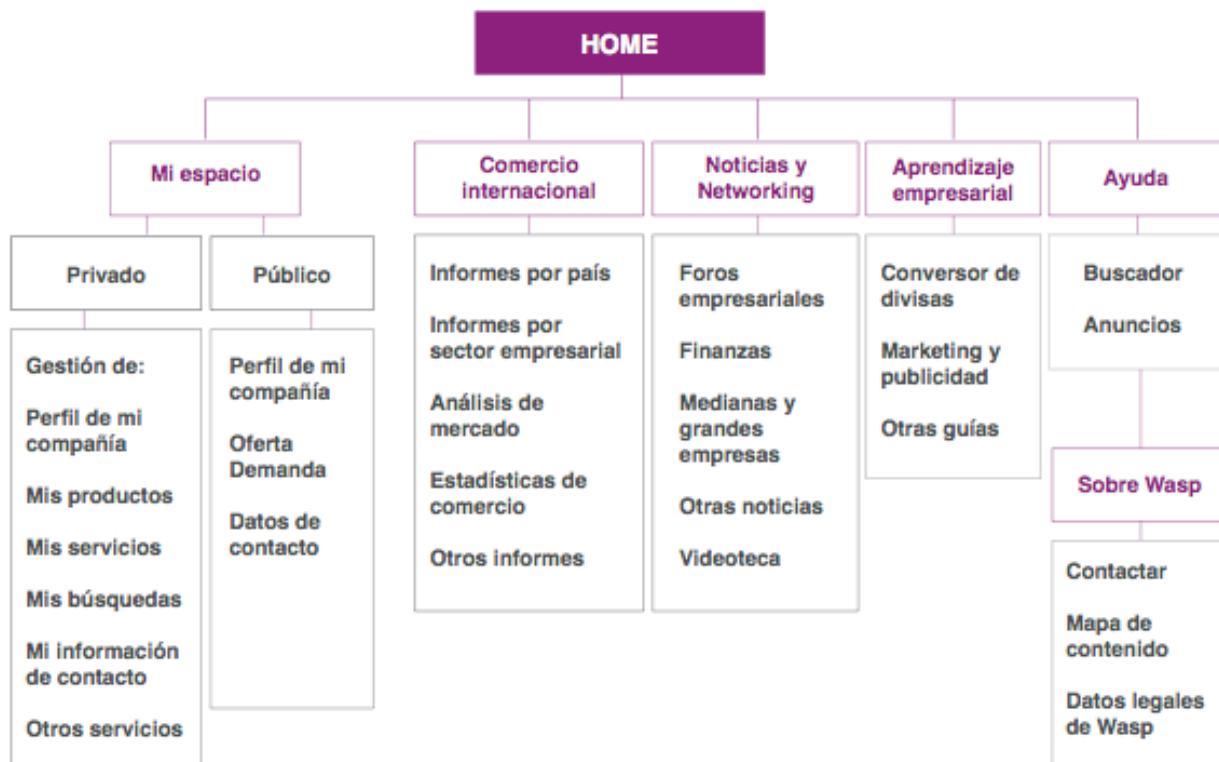 HOME
Mi espacio
Comercio
internacional
Noticias y
Networking
Aprendizaje
empresarial
Ayuda
Privado
Público
Gestión de:
Perfil de mi
compañía
Mis productos
Mis servicios
Mis búsquedas
Mi información
de contacto
Otros servicios
Perfil de mi
compañía
Oferta
Demanda
Datos de
contacto
Informes por país
Informes por
sector empresarial
Análisis de
mercado
Estadísticas de
comercio
Otros informes
Foros
empresariales
Finanzas
Medianas y
grandes
empresas
Otras noticias
Videoteca
Conversor de
divisas
Marketing y
publicidad
Otras guías
Buscador
Anuncios
Sobre Wasp
Contactar
Mapa de
contenido
Datos legales
de Wasp